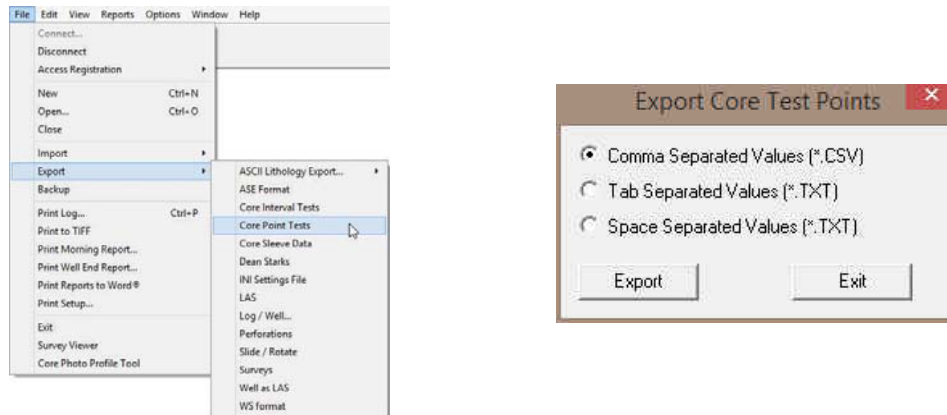 File Edit View Reports Options Window Help
Connect...
Disconnect
Access Registration
New Ctrl+N
Open... Ctrl+O
Close
Import
Export
Backup
Print Log... Ctrl+P
Print to TIFF
Print Morning Report...
Print Well End Report...
Print Reports to Word®
Print Setup...
Exit
Survey Viewer
Core Photo Profile Tool
ASCII Lithology Export...
ASE Format
Core Interval Tests
Core Point Tests
Core Sleeve Data
Dean Starks
INI Settings File
LAS
Log / Well...
Perforations
Slide / Rotate
Surveys
Well as LAS
WS format
Export Core Test Points
Comma Separated Values (*.CSV)
Tab Separated Values (*.TXT)
Space Separated Values (*.TXT)
Export Exit